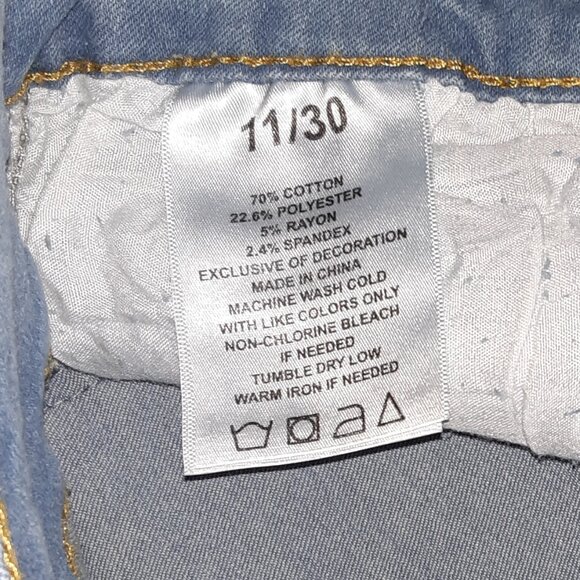 11/30
70% COTTON
22.6% POLYESTER
5% RAYON
2.4% SPANDEX
EXCLUSIVE OF DECORATION
MADE IN CHINA
MACHINE WASH COLD
WITH LIKE COLORS ONLY
NON-CHLORINE BLEACH
IF NEEDED
TUMBLE DRY LOW
WARM IRON IF NEEDED